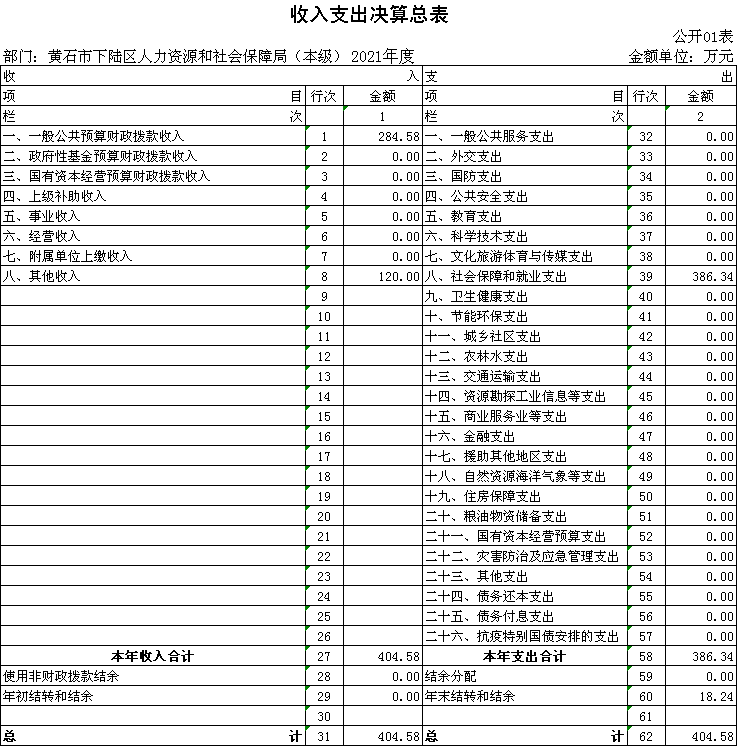 收入支出决算总表
公开01表
部门：黄石市下陆区人力资源和社会保障局（本级） 2021年度 金额单位：万元
收 入 支 出
项 目 行次 金额 项 目 行次 金额
栏 次 1 栏 次 2
一、一般公共预算财政拨款收入 1 284.58 一、一般公共服务支出 32 0.00
二、政府性基金预算财政拨款收入 2 0.00 二、外交支出 33 0.00
三、国有资本经营预算财政拨款收入 3 0.00 三、国防支出 34 0.00
四、上级补助收入 4 0.00 四、公共安全支出 35 0.00
五、事业收入 5 0.00 五、教育支出 36 0.00
六、经营收入 6 0.00 六、科学技术支出 37 0.00
七、附属单位上缴收入 7 0.00 七、文化旅游体育与传媒支出 38 0.00
八、其他收入 8 120.00 八、社会保障和就业支出 39 386.34
9 九、卫生健康支出 40 0.00
10 十、节能环保支出 41 0.00
11 十一、城乡社区支出 42 0.00
12 十二、农林水支出 43 0.00
13 十三、交通运输支出 44 0.00
14 十四、资源勘探工业信息等支出 45 0.00
15 十五、商业服务业等支出 46 0.00
16 十六、金融支出 47 0.00
17 十七、援助其他地区支出 48 0.00
18 十八、自然资源海洋气象等支出 49 0.00
19 十九、住房保障支出 50 0.00
20 二十、粮油物资储备支出 51 0.00
21 二十一、国有资本经营预算支出 52 0.00
22 二十二、灾害防治及应急管理支出 53 0.00
23 二十三、其他支出 54 0.00
24 二十四、债务还本支出 55 0.00
25 二十五、债务付息支出 56 0.00
26 二十六、抗疫特别国债安排的支出 57 0.00
本年收入合计 27 404.58 本年支出合计 58 386.34
使用非财政拨款结余 28 0.00 结余分配 59 0.00
年初结转和结余 29 0.00 年末结转和结余 60 18.24
30 61
总 计 31 404.58 总 计 62 404.58